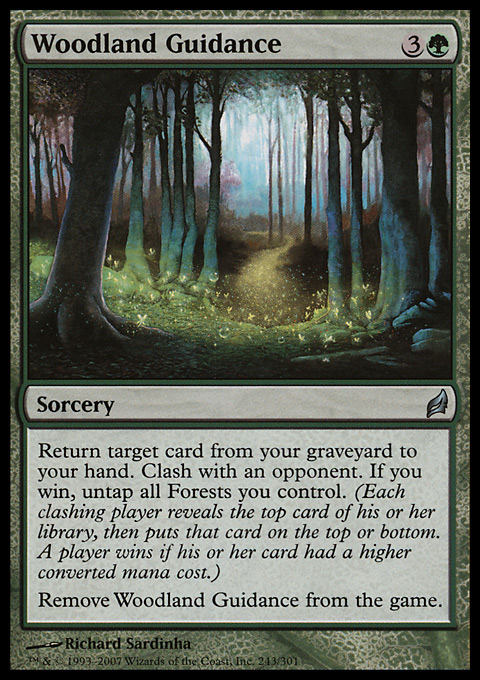 Woodland Guidance 3
Sorcery
Return target card from your graveyard to
your hand. Clash with an opponent. If you
win, untap all Forests you control. (Each
clashing player reveals the top card of his or her
library, then puts that card on the top or bottom.
A player wins if his or her card had a higher
converted mana cost.)
Remove Woodland Guidance from the game.
Richard Sardinha
™ & © 1993–2007 Wizards of the Coast, Inc. 243/301